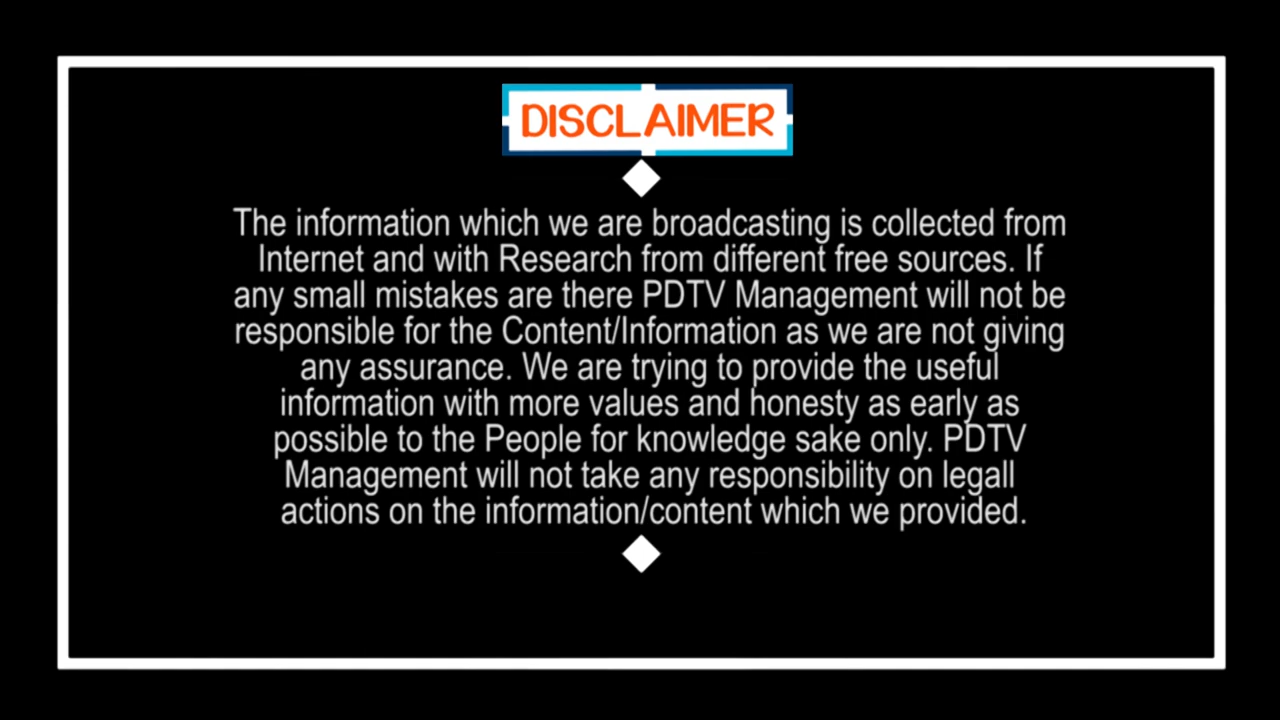 DISCLAIMER
The information which we are broadcasting is collected from
Internet and with Research from different free sources. If
any small mistakes are there PDTV Management will not be
responsible for the Content/Information as we are not giving
any assurance. We are trying to provide the useful
information with more values and honesty as early as
possible to the People for knowledge sake only. PDTV
Management will not take any responsibility on legall
actions on the information/content which we provided.